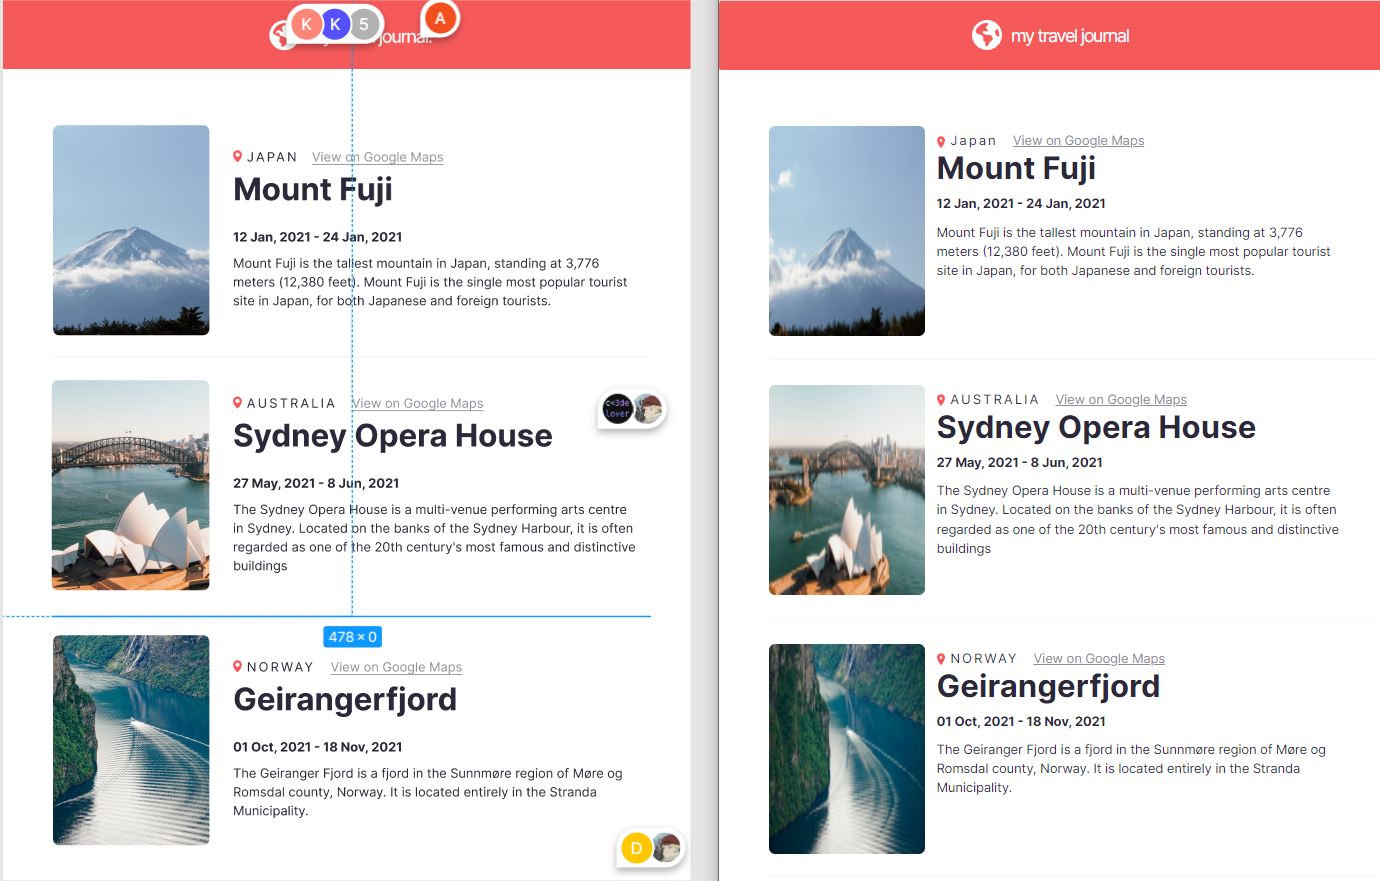 K K 5
A
journal.
JAPAN View on Google Maps
Mount Fuji
12 Jan, 2021 - 24 Jan, 2021
Mount Fuji is the tallest mountain in Japan, standing at 3,776
meters (12,380 feet). Mount Fuji is the single most popular tourist
site in Japan, for both Japanese and foreign tourists.
AUSTRALIA View on Google Maps
c<3de
lover
Sydney Opera House
27 May, 2021 - 8 Jun, 2021
The Sydney Opera House is a multi-venue performing arts centre
in Sydney. Located on the banks of the Sydney Harbour, it is often
regarded as one of the 20th century's most famous and distinctive
buildings
478 × 0
NORWAY View on Google Maps
Geirangerfjord
01 Oct, 2021 - 18 Nov, 2021
The Geiranger Fjord is a fjord in the Sunnmøre region of Møre og
Romsdal county, Norway. It is located entirely in the Stranda
Municipality.
D
my travel journal
Japan View on Google Maps
Mount Fuji
12 Jan, 2021 - 24 Jan, 2021
Mount Fuji is the tallest mountain in Japan, standing at 3,776
meters (12,380 feet). Mount Fuji is the single most popular tourist
site in Japan, for both Japanese and foreign tourists.
AUSTRALIA View on Google Maps
Sydney Opera House
27 May, 2021 - 8 Jun, 2021
The Sydney Opera House is a multi-venue performing arts centre
in Sydney. Located on the banks of the Sydney Harbour, it is often
regarded as one of the 20th century's most famous and distinctive
buildings
NORWAY View on Google Maps
Geirangerfjord
01 Oct, 2021 - 18 Nov, 2021
The Geiranger Fjord is a fjord in the Sunnmøre region of Møre og
Romsdal county, Norway. It is located entirely in the Stranda
Municipality.